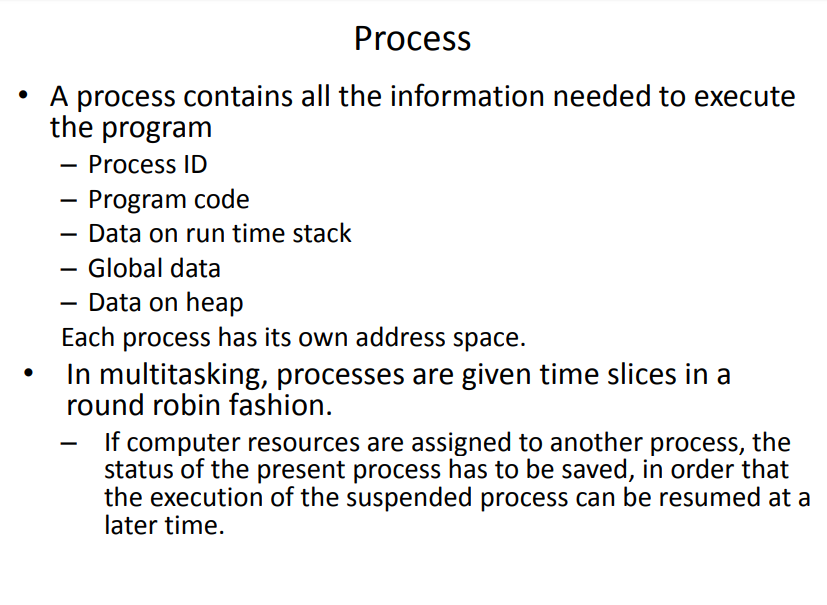 Process
• A process contains all the information needed to execute
the program
– Process ID
– Program code
– Data on run time stack
– Global data
– Data on heap
Each process has its own address space.
• In multitasking, processes are given time slices in a
round robin fashion.
– If computer resources are assigned to another process, the
status of the present process has to be saved, in order that
the execution of the suspended process can be resumed at a
later time.